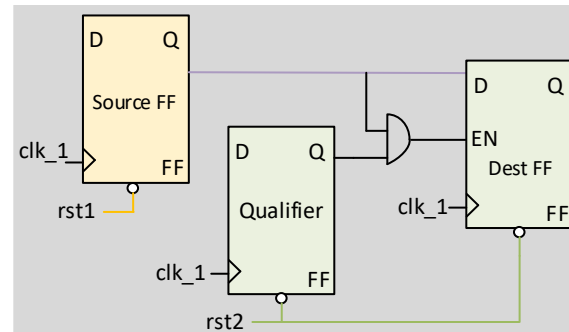 D Q
Source FF
clk_1
FF
rst1
D Q
Qualifier
clk_1
FF
rst2
D Q
EN
Dest FF
clk_1
FF